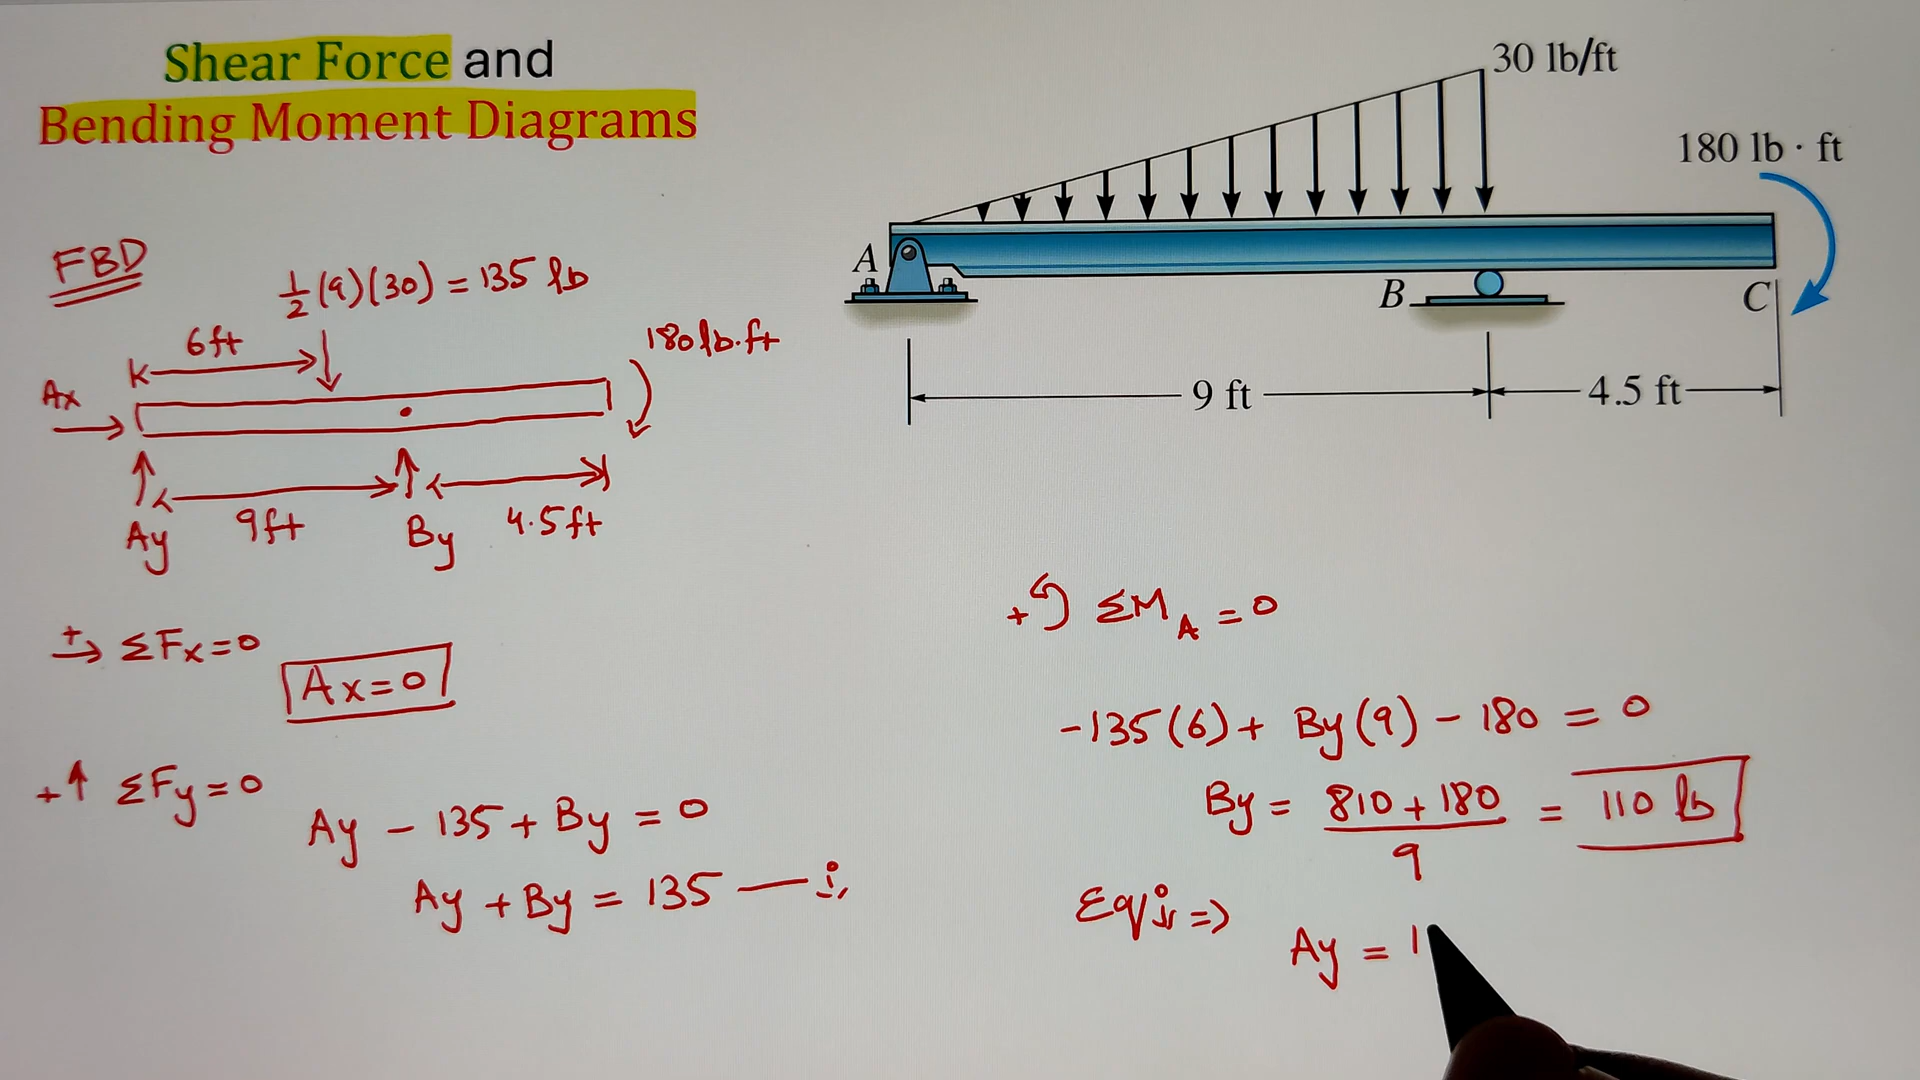 Shear Force and
Bending Moment Diagrams
30 lb/ft
180 lb · ft
A
B
C
9 ft
4.5 ft
FBD
1/2 (9)(30) = 135 lb
6ft
180 lb.ft
Ax
Ay
9ft
By
4.5ft
+→ ΣFx=0
Ax=0
+↑ ΣFy=0
Ay - 135 + By = 0
Ay + By = 135 — i,
+↺ ΣM_A = 0
-135(6) + By(9) - 180 = 0
By = (810 + 180)/9 = 110 lb
Eq i, =>
Ay = 1